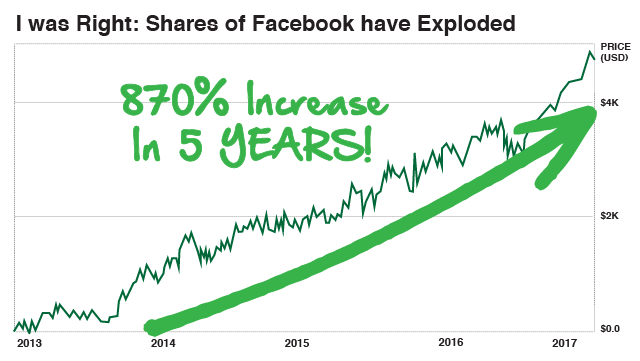 I was Right: Shares of Facebook have Exploded
PRICE
(USD)
870% Increase
In 5 YEARS!
$4K
$2K
$0.0
2013 2014 2015 2016 2017